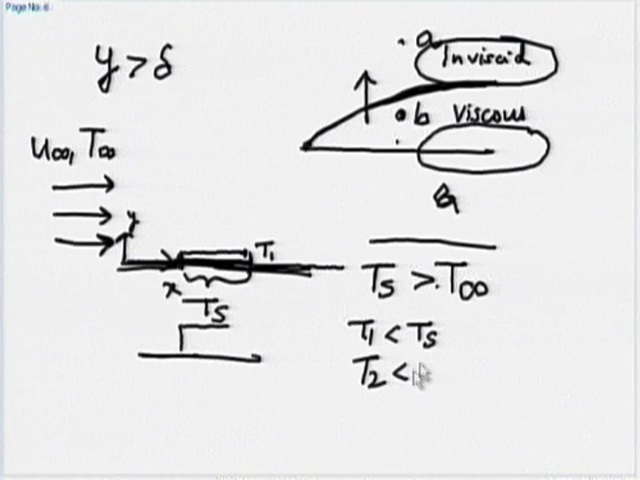 Page No: 6
y > δ
a
Inviscid
b Viscous
U∞, T∞
y
T1
x
Ts
Ts > T∞
T1 < Ts
T2 <